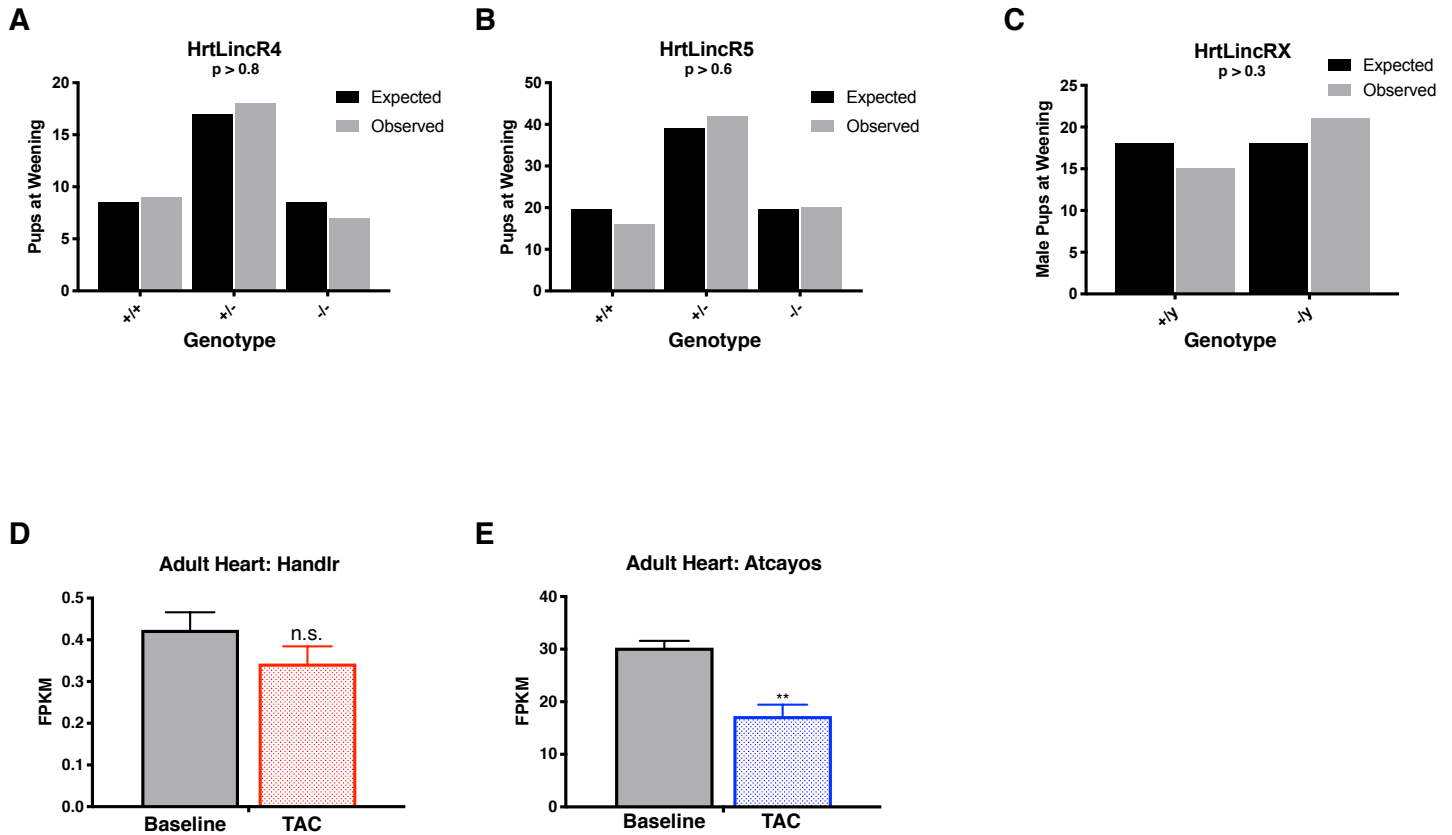 A
HrtLincR4
p > 0.8
Expected
Observed
Pups at Weening
20
15
10
5
0
+/+
+/-
-/-
Genotype
B
HrtLincR5
p > 0.6
Expected
Observed
Pups at Weening
50
40
30
20
10
0
+/+
+/-
-/-
Genotype
C
HrtLincRX
p > 0.3
Expected
Observed
Male Pups at Weening
25
20
15
10
5
0
+/y
-/y
Genotype
D
Adult Heart: Handlr
FPKM
0.5
0.4
0.3
0.2
0.1
0.0
n.s.
Baseline
TAC
E
Adult Heart: Atcayos
FPKM
40
30
20
10
0
**
Baseline
TAC